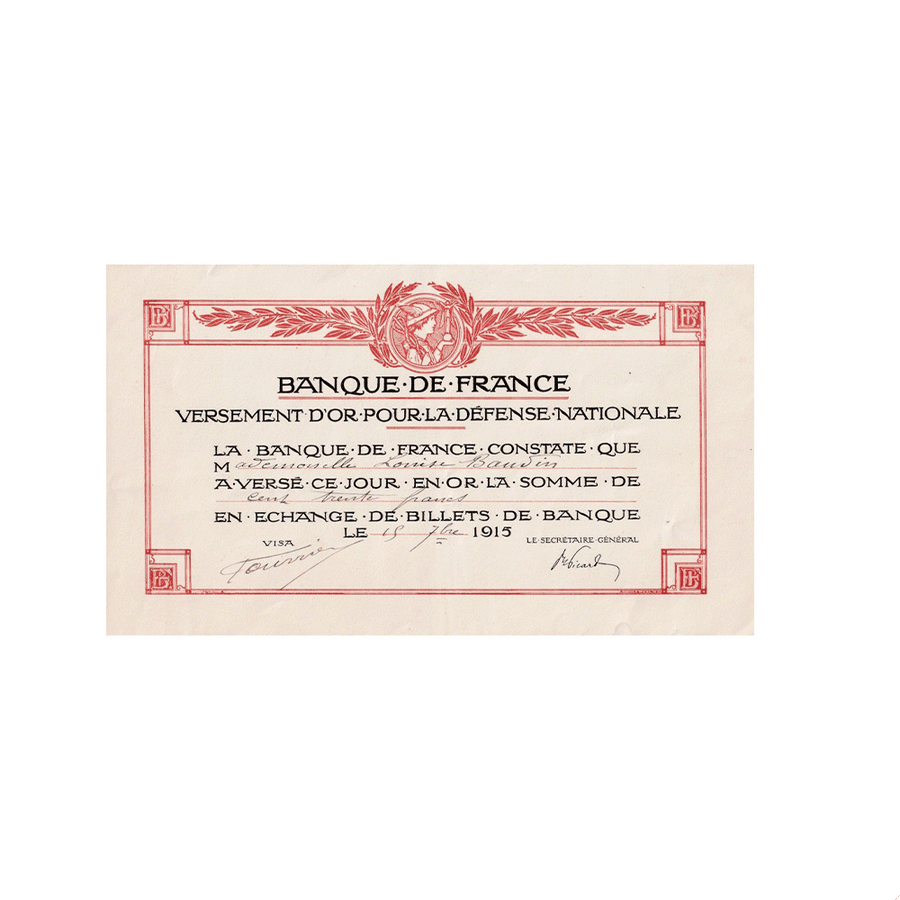 BANQUE·DE·FRANCE
VERSEMENT·D'OR·POUR·LA·DÉFENSE·NATIONALE
LA·BANQUE·DE·FRANCE·CONSTATE·QUE
Mademoiselle Louise Baudin
A·VERSÉ·CE·JOUR·EN·OR·LA·SOMME·DE
cent trente francs
EN·ECHANGE·DE·BILLETS·DE·BANQUE
LE 15 7bre 1915
VISA
LE·SECRÉTAIRE·GÉNÉRAL